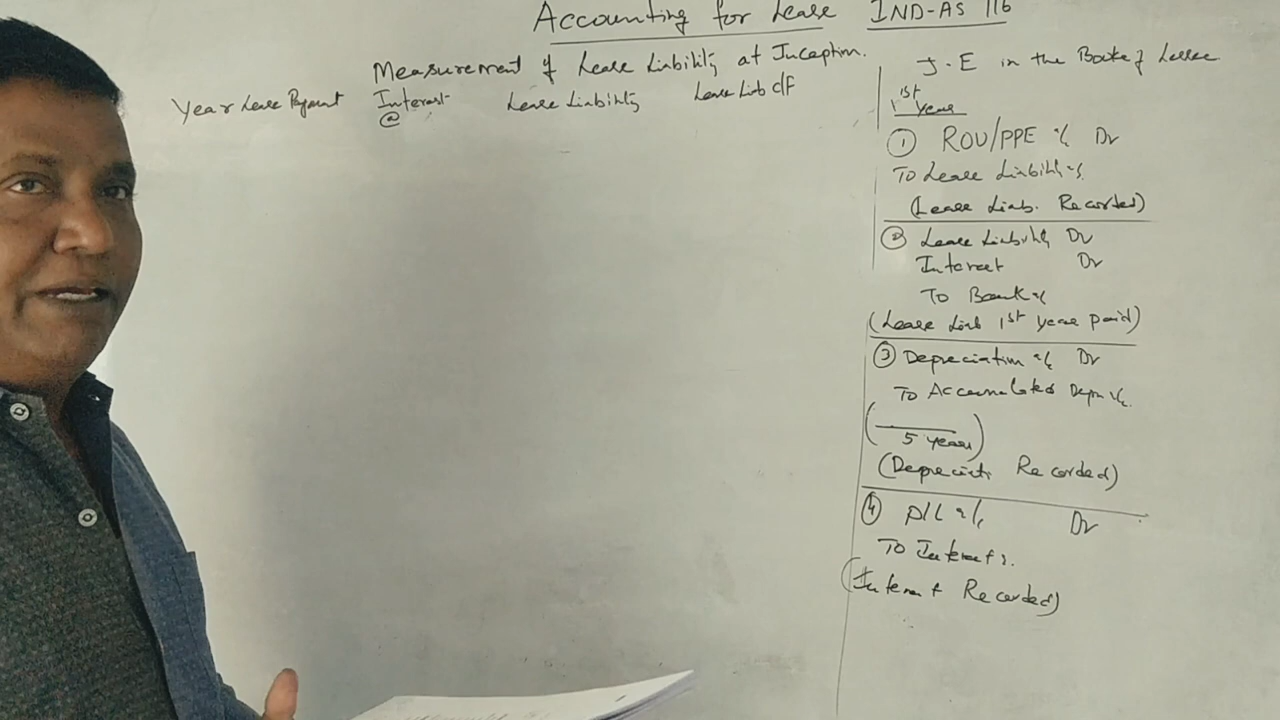 Accounting for Lease IND-AS 116
Measurement of Lease Liability at Inception.
Year Lease Payment Interest Lease Liability Lease Liab c/f
@
J.E in the Books of Lessee
1st Year
① ROU/PPE a/c Dr
To Lease Liability
(Lease Liab. Recorded)
② Lease Liability Dr
Interest Dr
To Bank a/c
(Lease Liab 1st Year paid)
③ Depreciation a/c Dr
To Accumulated Depn a/c.
5 years
(Depreciati Recorded)
④ P/L a/c Dr
To Interest
(Interest Recorded)